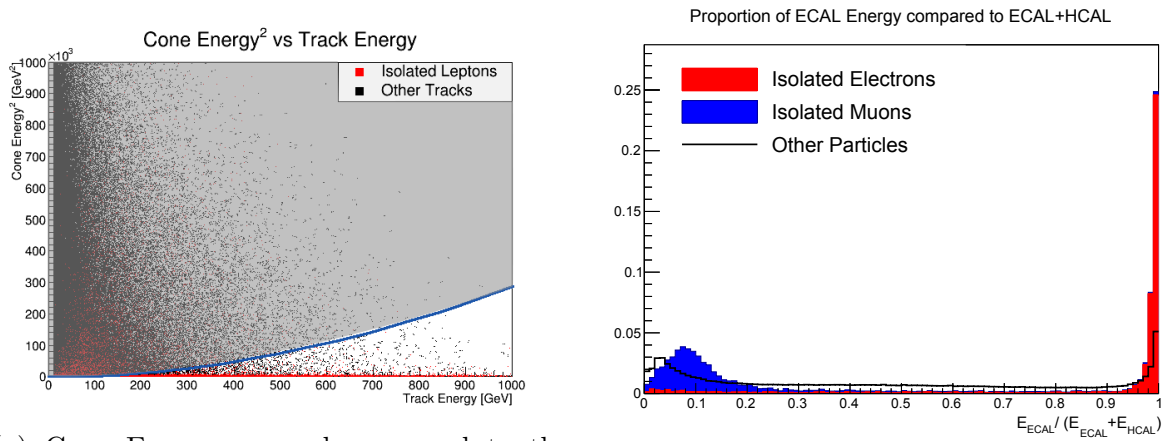 Cone Energy² vs Track Energy
×10³
Cone Energy² [GeV²]
1000
900
800
700
600
500
400
300
200
100
0
Isolated Leptons
Other Tracks
0 100 200 300 400 500 600 700 800 900 1000
Track Energy [GeV]
Proportion of ECAL Energy compared to ECAL+HCAL
0.25
0.2
0.15
0.1
0.05
0
Isolated Electrons
Isolated Muons
Other Particles
0 0.1 0.2 0.3 0.4 0.5 0.6 0.7 0.8 0.9 1
E_ECAL / (E_ECAL+E_HCAL)